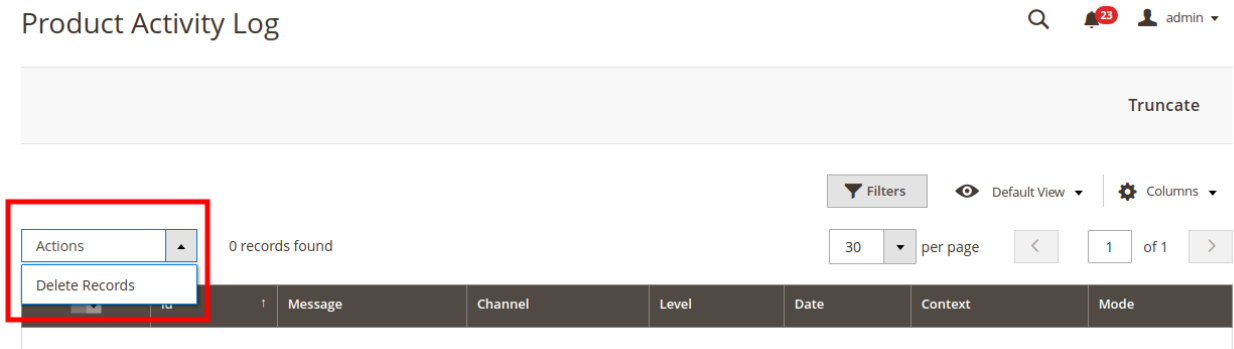 Product Activity Log
23
admin
Truncate
Filters
Default View
Columns
Actions
0 records found
30
per page
1
of 1
Delete Records
Message
Channel
Level
Date
Context
Mode